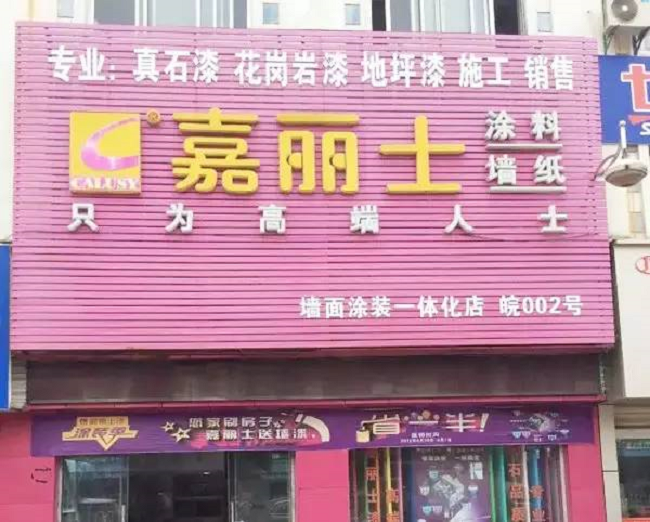 专业：真石漆 花岗岩漆 地坪漆 施工 销售
CALUSY
®
嘉丽士
涂料
墙纸
只为高端人士
墙面涂装一体化店 皖002号
嘉丽士送墙漆
省一半！